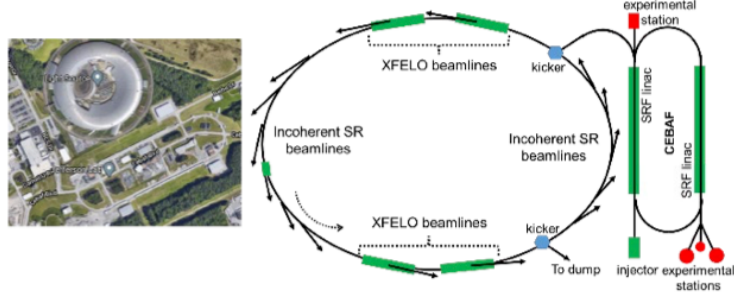 experimental
station
XFELO beamlines
kicker
Incoherent SR
beamlines
Incoherent SR
beamlines
SRF linac
CEBAF
SRF linac
XFELO beamlines
kicker
To dump
injector
experimental
stations